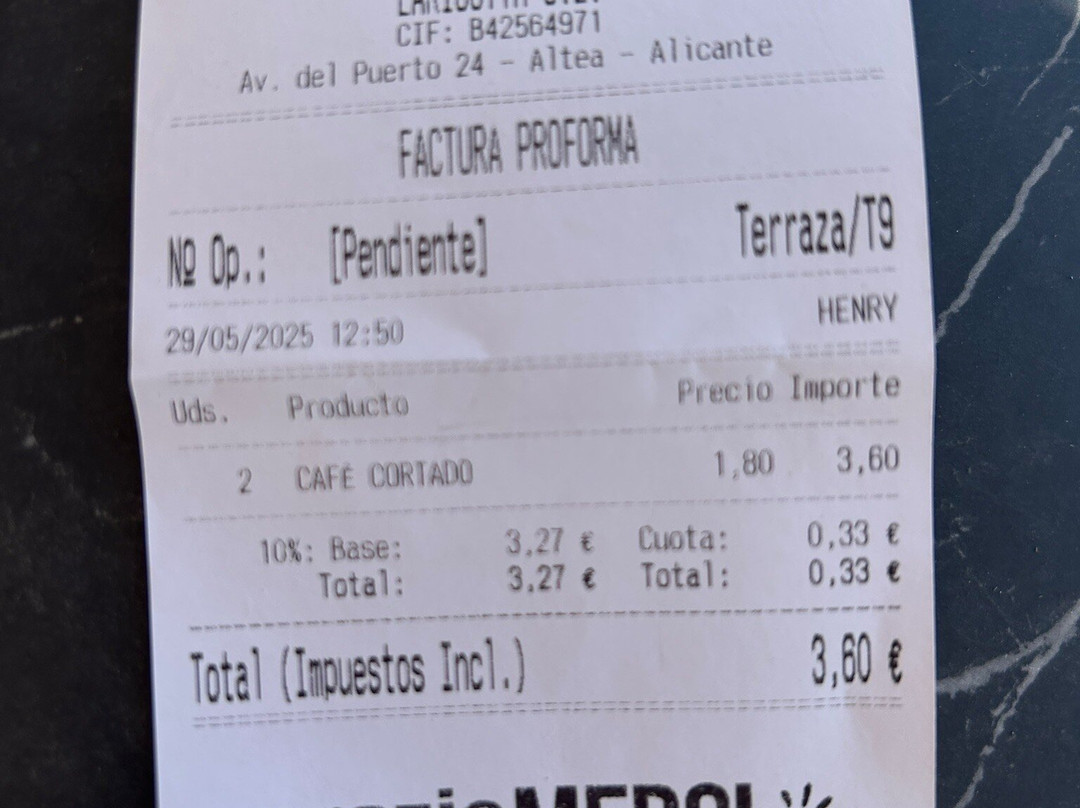 CIF: B42564971
Av. del Puerto 24 - Altea - Alicante
FACTURA PROFORMA
Nº Op.: [Pendiente] Terraza/T9
29/05/2025 12:50 HENRY
Uds. Producto Precio Importe
2 CAFÉ CORTADO 1,80 3,60
10%: Base: 3,27 € Cuota: 0,33 €
Total: 3,27 € Total: 0,33 €
Total (Impuestos Incl.) 3,60 €